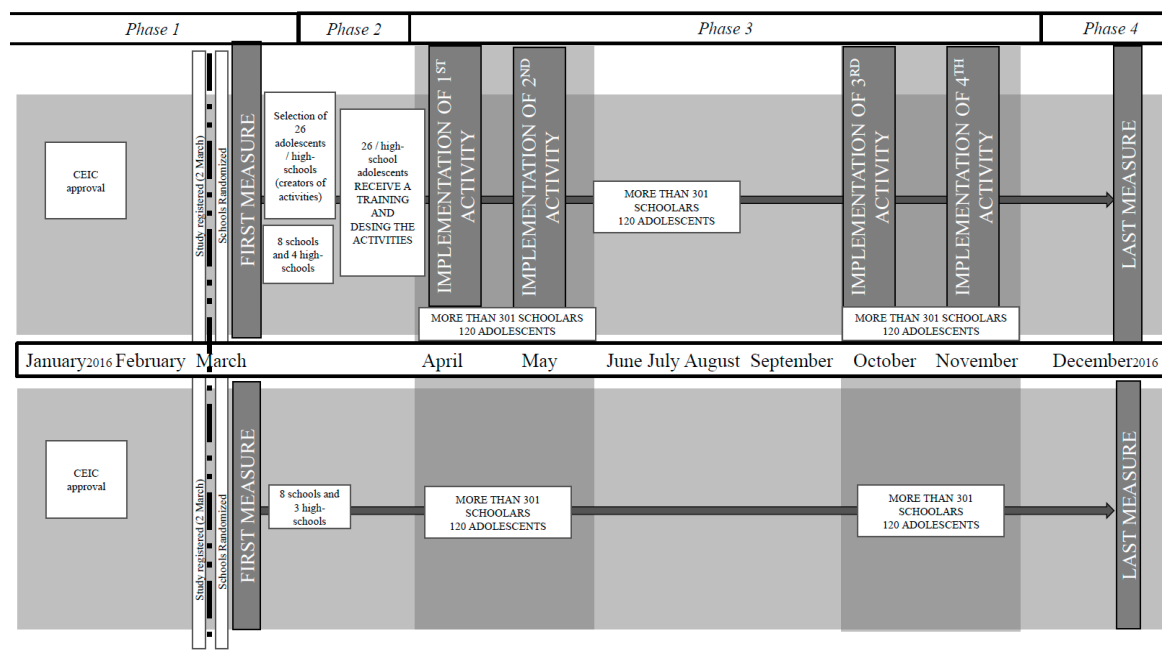 Phase 1
Phase 2
Phase 3
Phase 4
CEIC
approval
Study registered (2 March)
Schools Randomized
FIRST MEASURE
Selection of
26
adolescents
/ high-
schools
(creators of
activities)
8 schools
and 4 high-
schools
26 / high-
school
adolescents
RECEIVE A
TRAINING
AND
DESING THE
ACTIVITIES
IMPLEMENTATION OF 1ST
ACTIVITY
IMPLEMENTATION OF 2ND
ACTIVITY
MORE THAN 301 SCHOOLARS
120 ADOLESCENTS
MORE THAN 301
SCHOOLARS
120 ADOLESCENTS
IMPLEMENTATION OF 3RD
ACTIVITY
IMPLEMENTATION OF 4TH
ACTIVITY
MORE THAN 301 SCHOOLARS
120 ADOLESCENTS
LAST MEASURE
January2016 February March April May June July August September October November December2016
CEIC
approval
Study registered (2 March)
Schools Randomized
FIRST MEASURE
8 schools and
3 high-
schools
MORE THAN 301
SCHOOLARS
120 ADOLESCENTS
MORE THAN 301
SCHOOLARS
120 ADOLESCENTS
LAST MEASURE